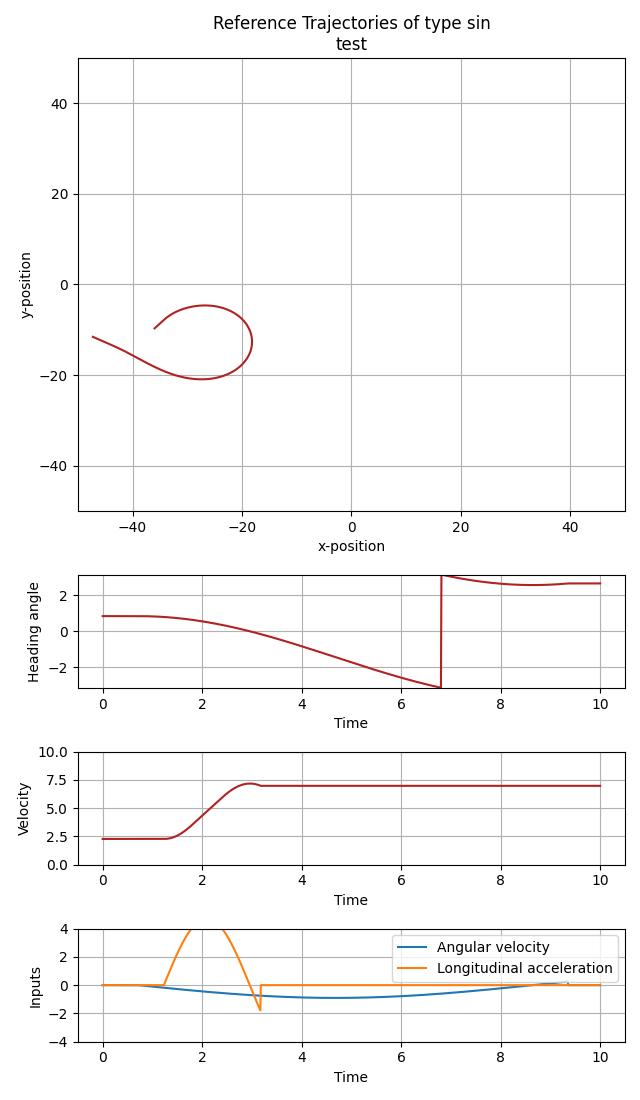 Reference Trajectories of type sin
test
40
20
0
−20
−40
y-position
−40 −20 0 20 40
x-position
2
0
−2
Heading angle
0 2 4 6 8 10
Time
10.0
7.5
5.0
2.5
0.0
Velocity
0 2 4 6 8 10
Time
4
2
0
−2
−4
Inputs
Angular velocity
Longitudinal acceleration
0 2 4 6 8 10
Time